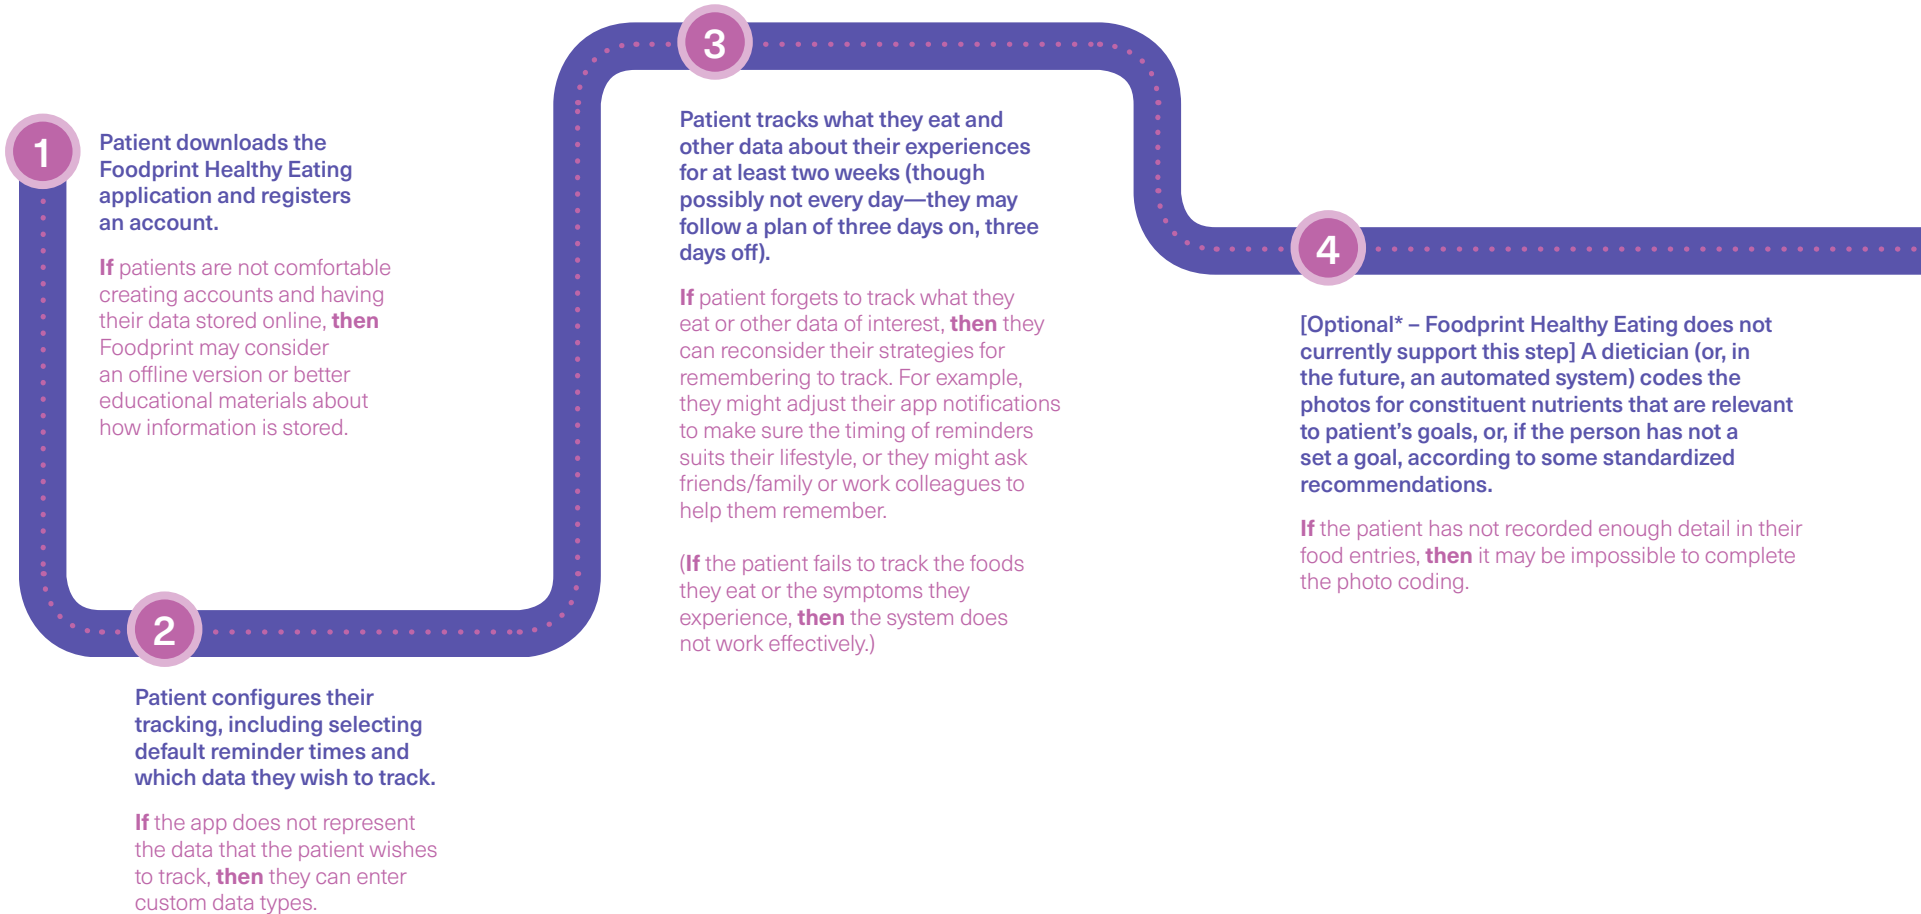 1
Patient downloads the
Foodprint Healthy Eating
application and registers
an account.
If patients are not comfortable
creating accounts and having
their data stored online, then
Foodprint may consider
an offline version or better
educational materials about
how information is stored.
2
Patient configures their
tracking, including selecting
default reminder times and
which data they wish to track.
If the app does not represent
the data that the patient wishes
to track, then they can enter
custom data types.
3
Patient tracks what they eat and
other data about their experiences
for at least two weeks (though
possibly not every day—they may
follow a plan of three days on, three
days off).
If patient forgets to track what they
eat or other data of interest, then they
can reconsider their strategies for
remembering to track. For example,
they might adjust their app notifications
to make sure the timing of reminders
suits their lifestyle, or they might ask
friends/family or work colleagues to
help them remember.
(If the patient fails to track the foods
they eat or the symptoms they
experience, then the system does
not work effectively.)
4
[Optional* – Foodprint Healthy Eating does not
currently support this step] A dietician (or, in
the future, an automated system) codes the
photos for constituent nutrients that are relevant
to patient's goals, or, if the person has not a
set a goal, according to some standardized
recommendations.
If the patient has not recorded enough detail in their
food entries, then it may be impossible to complete
the photo coding.